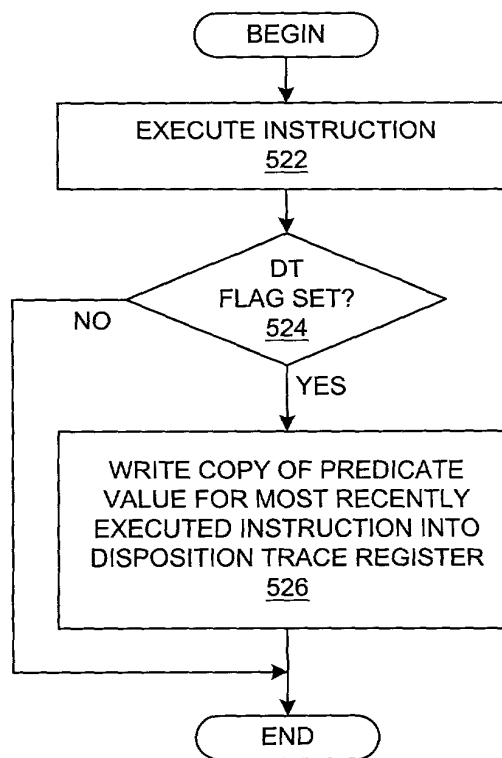 BEGIN
EXECUTE INSTRUCTION
522
DT
FLAG SET?
524
NO
YES
WRITE COPY OF PREDICATE
VALUE FOR MOST RECENTLY
EXECUTED INSTRUCTION INTO
DISPOSITION TRACE REGISTER
526
END